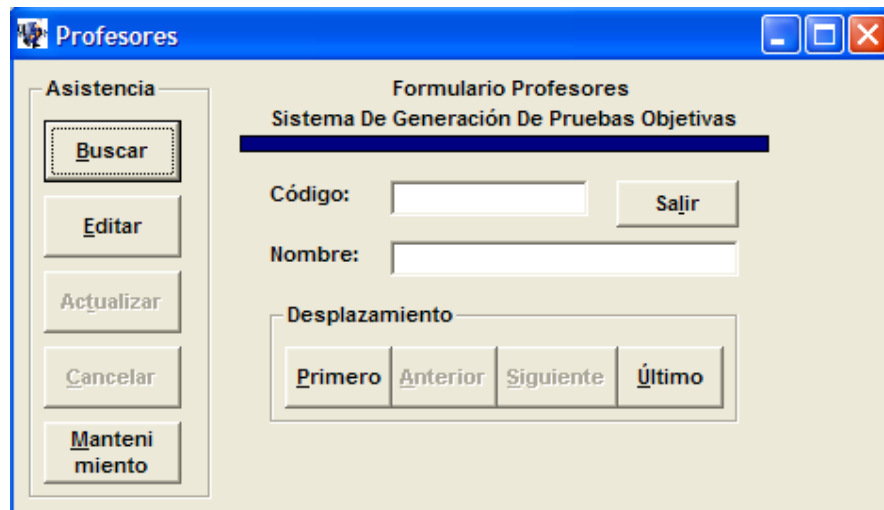 Profesores
Asistencia
Buscar
Editar
Actualizar
Cancelar
Manteni
miento
Formulario Profesores
Sistema De Generación De Pruebas Objetivas
Código:
Salir
Nombre:
Desplazamiento
Primero Anterior Siguiente Último